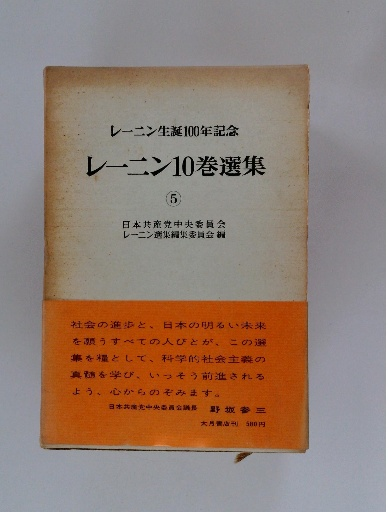 レーニン生誕100年記念
レーニン10巻選集
⑤
日本共産党中央委員会
レーニン選集編集委員会 編
社会の進歩と、日本の明るい未来
を願うすべての人びとが、この選
集を糧として、科学的社会主義の
真髄を学び、いっそう前進される
よう、心からのぞみます。
日本共産党中央委員会議長 野坂参三
大月書店刊 580円